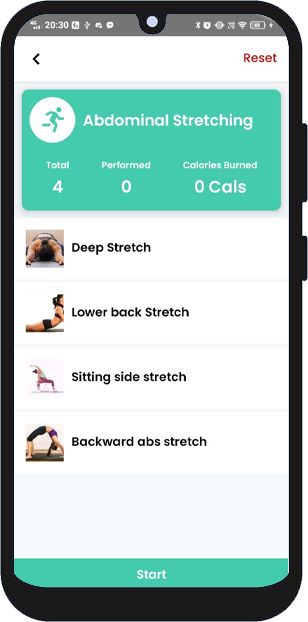 20:30
Reset
Abdominal Stretching
Total Performed Calories Burned
4 0 0 Cals
Deep Stretch
Lower back Stretch
Sitting side stretch
Backward abs stretch
Start